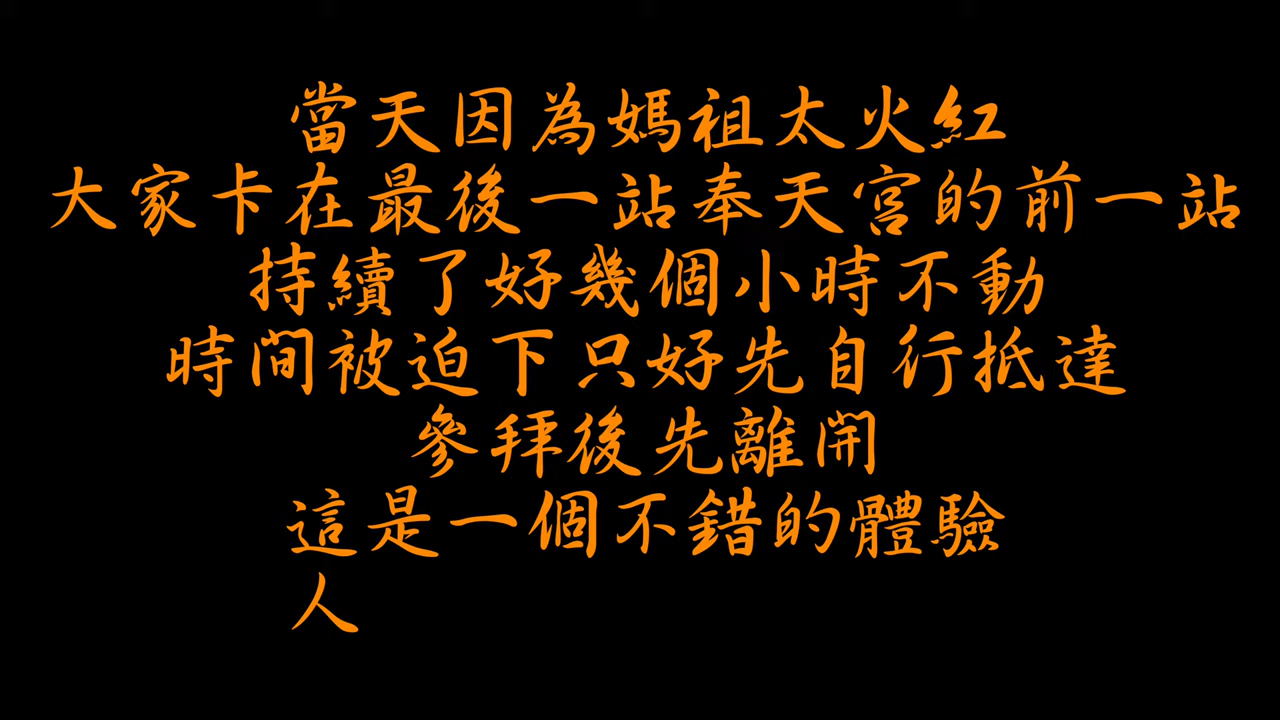 當天因為媽祖太火紅
大家卡在最後一站奉天宮的前一站
持續了好幾個小時不動
時間被迫下只好先自行抵達
參拜後先離開
這是一個不錯的體驗
人